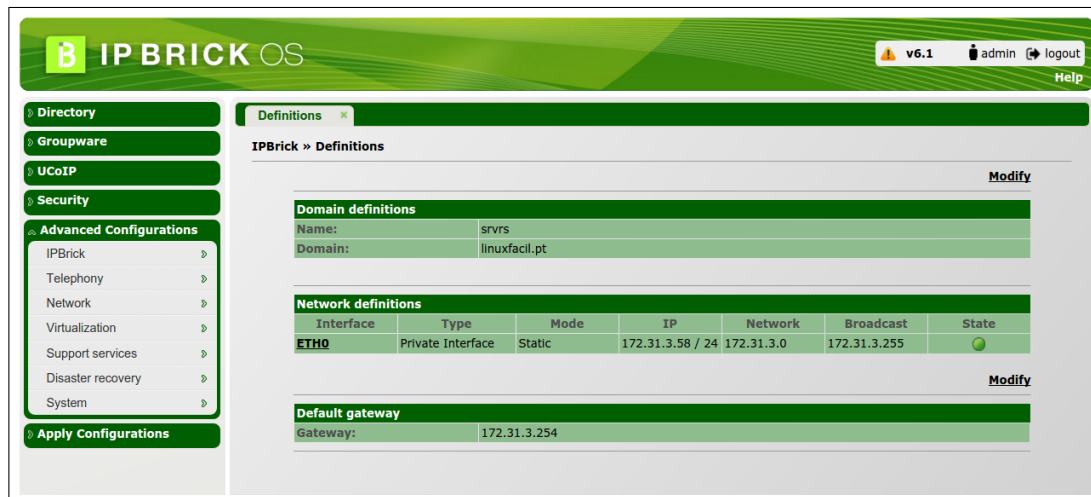 IPBRICK OS
v6.1 admin logout
Help
Directory
Groupware
UCoIP
Security
Advanced Configurations
IPBrick
Telephony
Network
Virtualization
Support services
Disaster recovery
System
Apply Configurations
Definitions
IPBrick » Definitions
Modify
Domain definitions
Name: srvrs
Domain: linuxfacil.pt
Network definitions
Interface Type Mode IP Network Broadcast State
ETH0 Private Interface Static 172.31.3.58 / 24 172.31.3.0 172.31.3.255
Modify
Default gateway
Gateway: 172.31.3.254